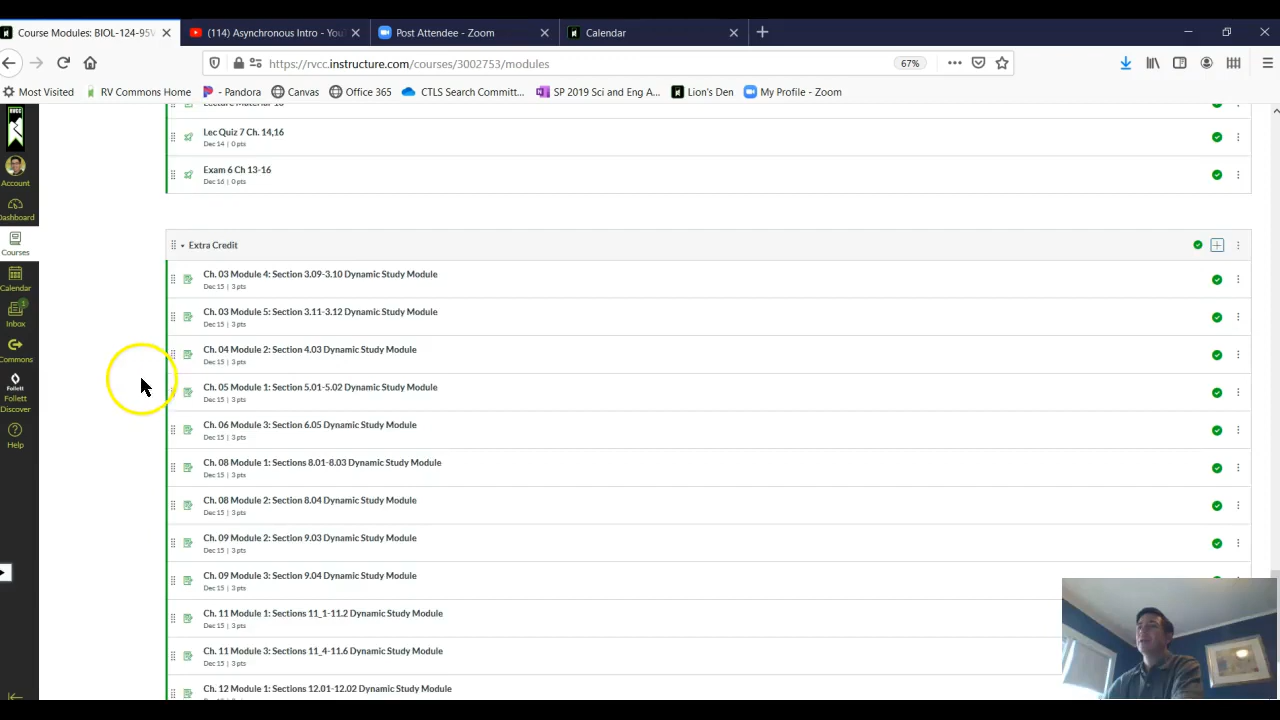 Course Modules: BIOL-124-95W
(114) Asynchronous Intro - You
Post Attendee - Zoom
Calendar
https://rvcc.instructure.com/courses/3002753/modules
67%
Most Visited
RV Commons Home
- Pandora
Canvas
Office 365
CTLS Search Committ...
SP 2019 Sci and Eng A...
Lion's Den
My Profile - Zoom
RVCC
Account
Dashboard
Courses
Calendar
1
Inbox
Commons
Follett
Follett
Discover
Help
Lecture Material 16
Lec Quiz 7 Ch. 14,16
Dec 14 | 0 pts
Exam 6 Ch 13-16
Dec 16 | 0 pts
Extra Credit
Ch. 03 Module 4: Section 3.09-3.10 Dynamic Study Module
Dec 15 | 3 pts
Ch. 03 Module 5: Section 3.11-3.12 Dynamic Study Module
Dec 15 | 3 pts
Ch. 04 Module 2: Section 4.03 Dynamic Study Module
Dec 15 | 3 pts
Ch. 05 Module 1: Section 5.01-5.02 Dynamic Study Module
Dec 15 | 3 pts
Ch. 06 Module 3: Section 6.05 Dynamic Study Module
Dec 15 | 3 pts
Ch. 08 Module 1: Sections 8.01-8.03 Dynamic Study Module
Dec 15 | 3 pts
Ch. 08 Module 2: Section 8.04 Dynamic Study Module
Dec 15 | 3 pts
Ch. 09 Module 2: Section 9.03 Dynamic Study Module
Dec 15 | 3 pts
Ch. 09 Module 3: Section 9.04 Dynamic Study Module
Dec 15 | 3 pts
Ch. 11 Module 1: Sections 11_1-11.2 Dynamic Study Module
Dec 15 | 3 pts
Ch. 11 Module 3: Sections 11_4-11.6 Dynamic Study Module
Dec 15 | 3 pts
Ch. 12 Module 1: Sections 12.01-12.02 Dynamic Study Module